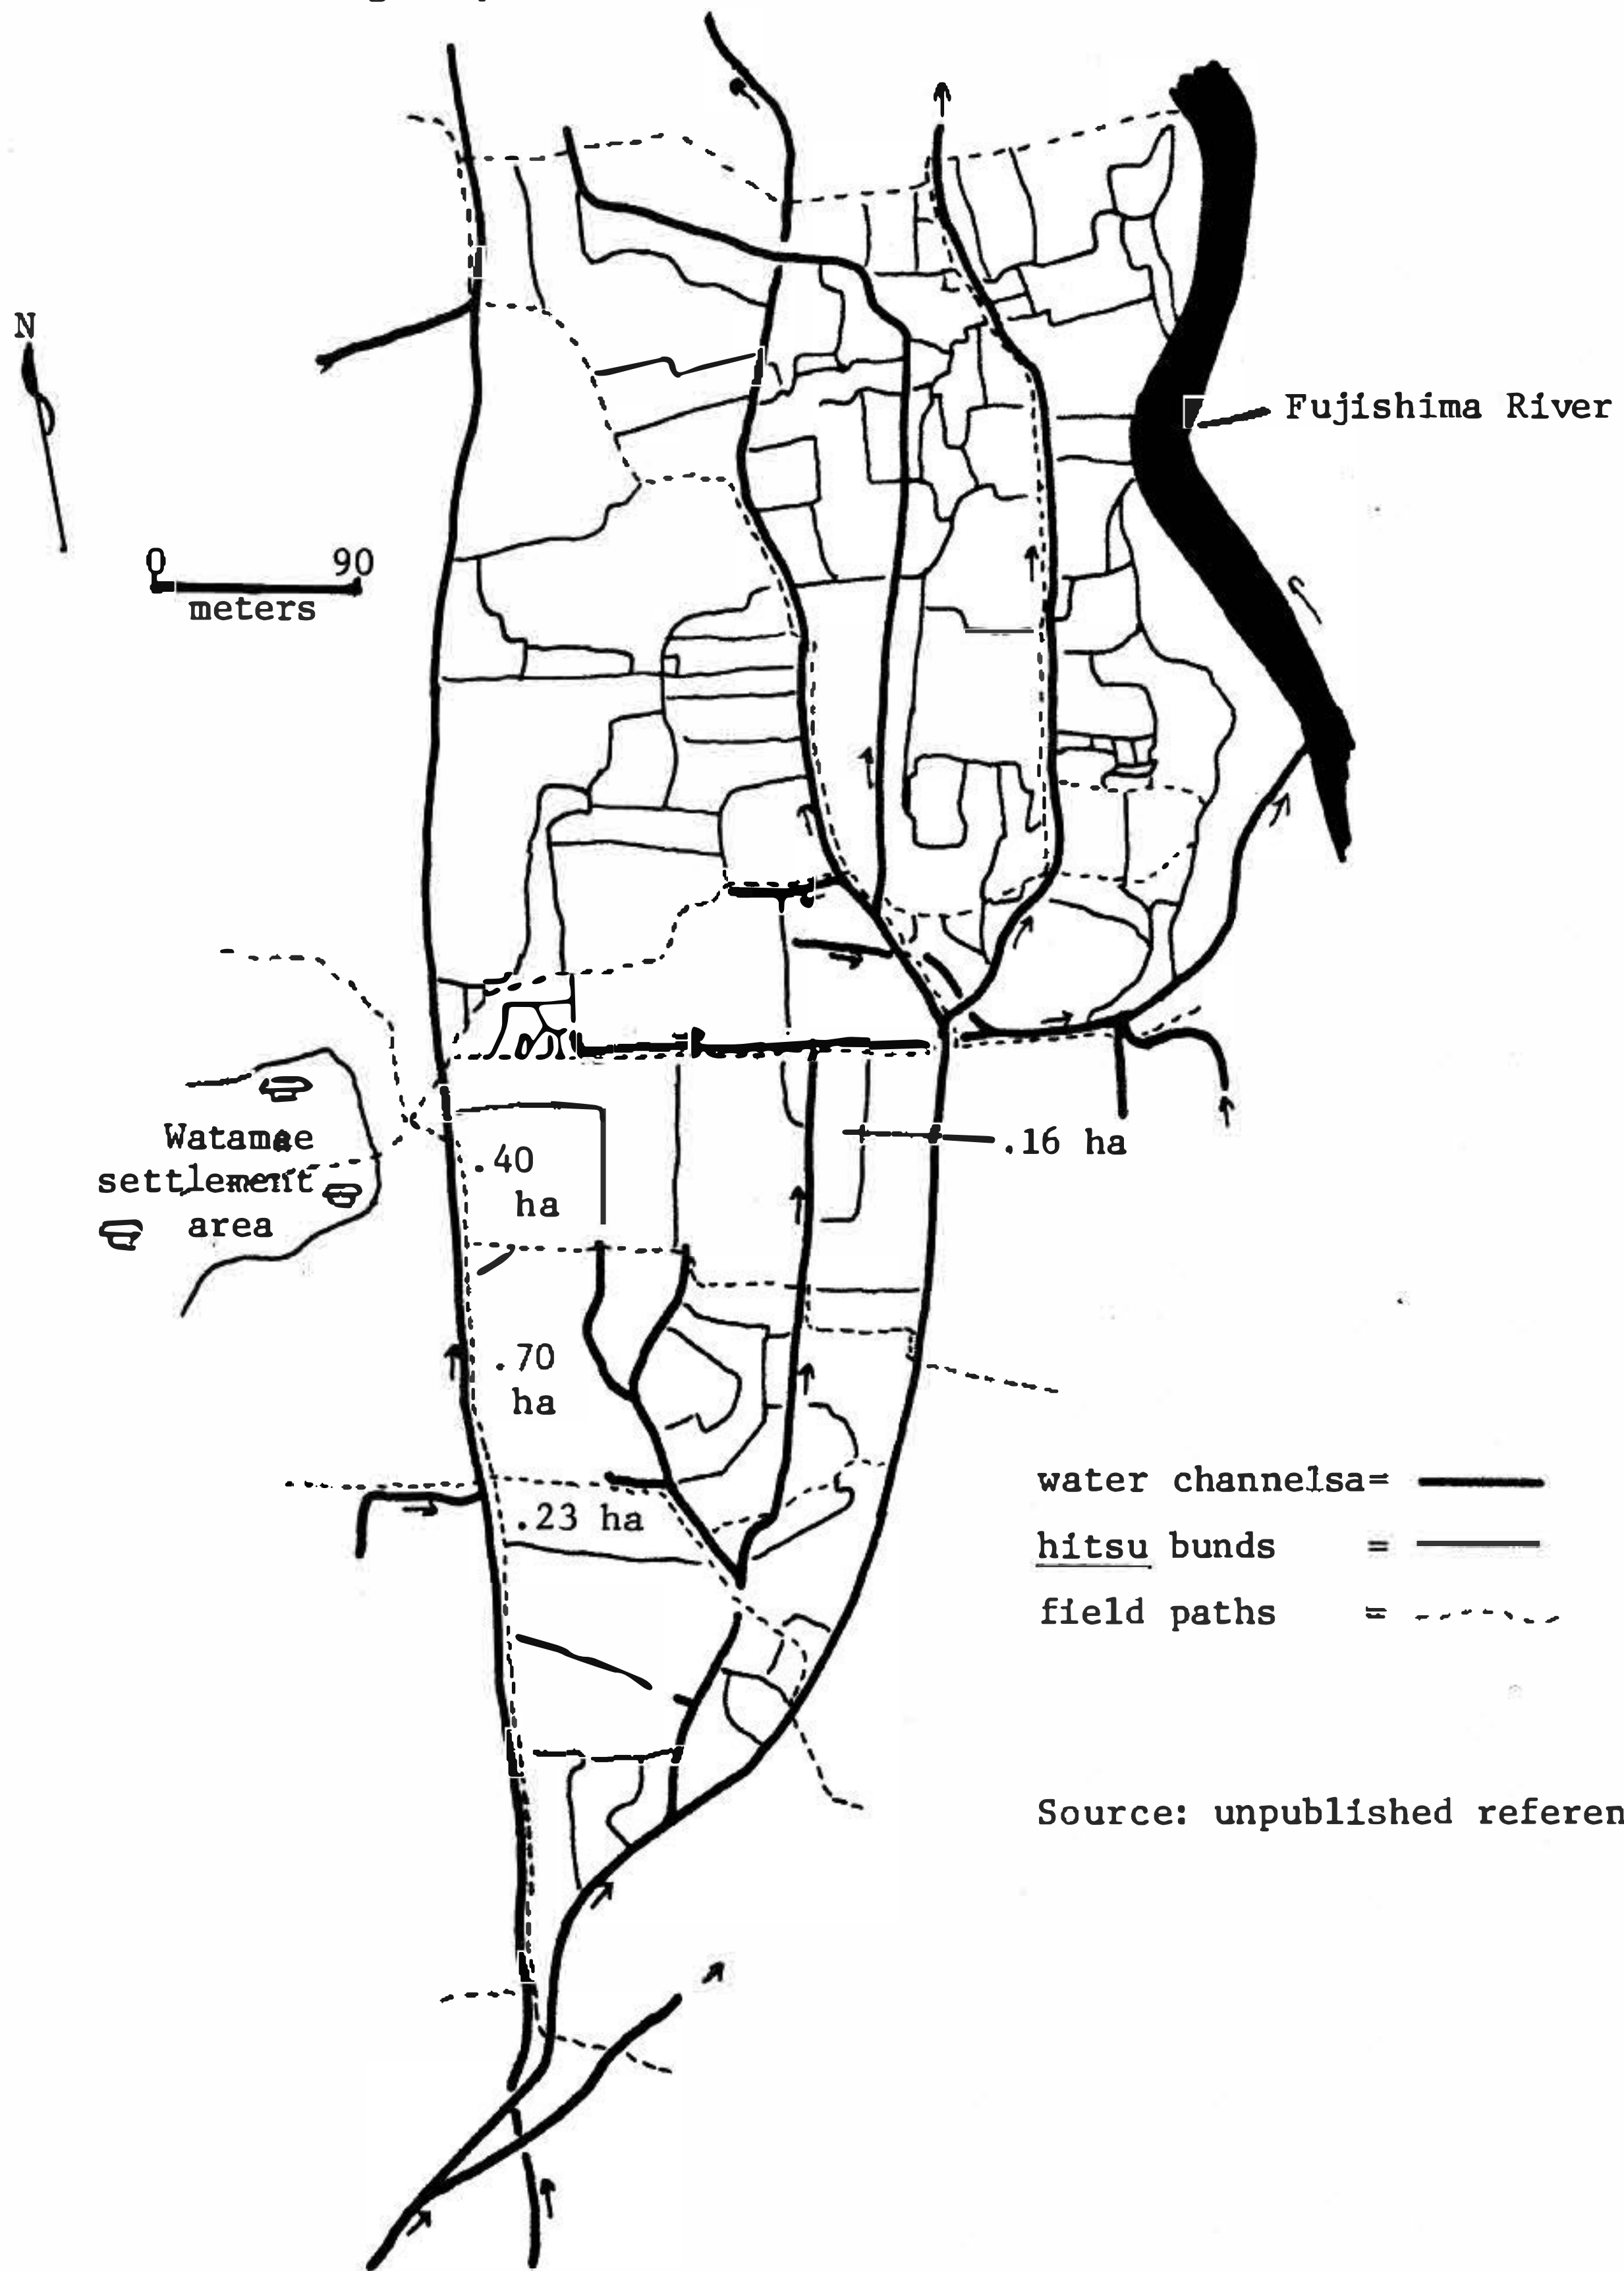 N
Fujishima River
0 90
meters
.16 ha
Watamae
settlement
area
.40
ha
.70
ha
.23 ha
water channelsa=
hitsu bunds =
field paths =
Source: unpublished referen